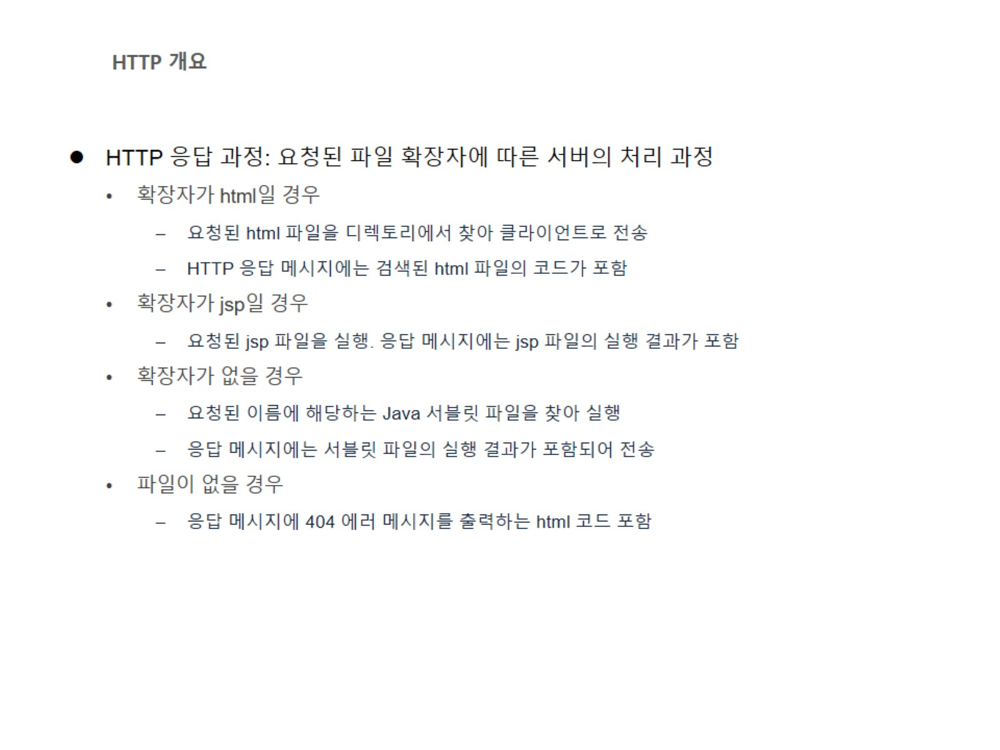 HTTP 개요
● HTTP 응답 과정: 요청된 파일 확장자에 따른 서버의 처리 과정
• 확장자가 html일 경우
– 요청된 html 파일을 디렉토리에서 찾아 클라이언트로 전송
– HTTP 응답 메시지에는 검색된 html 파일의 코드가 포함
• 확장자가 jsp일 경우
– 요청된 jsp 파일을 실행. 응답 메시지에는 jsp 파일의 실행 결과가 포함
• 확장자가 없을 경우
– 요청된 이름에 해당하는 Java 서블릿 파일을 찾아 실행
– 응답 메시지에는 서블릿 파일의 실행 결과가 포함되어 전송
• 파일이 없을 경우
– 응답 메시지에 404 에러 메시지를 출력하는 html 코드 포함